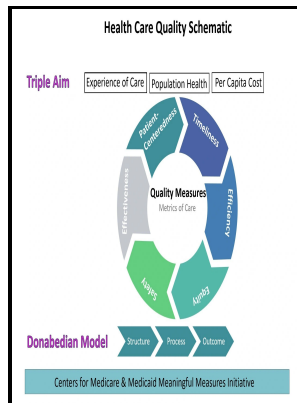 Health Care Quality Schematic
Triple Aim
Experience of Care
Population Health
Per Capita Cost
Patient-
Centeredness
Timeliness
Effectiveness
Quality Measures
Metrics of Care
Efficiency
Safety
Equity
Donabedian Model
Structure
Process
Outcome
Centers for Medicare & Medicaid Meaningful Measures Initiative